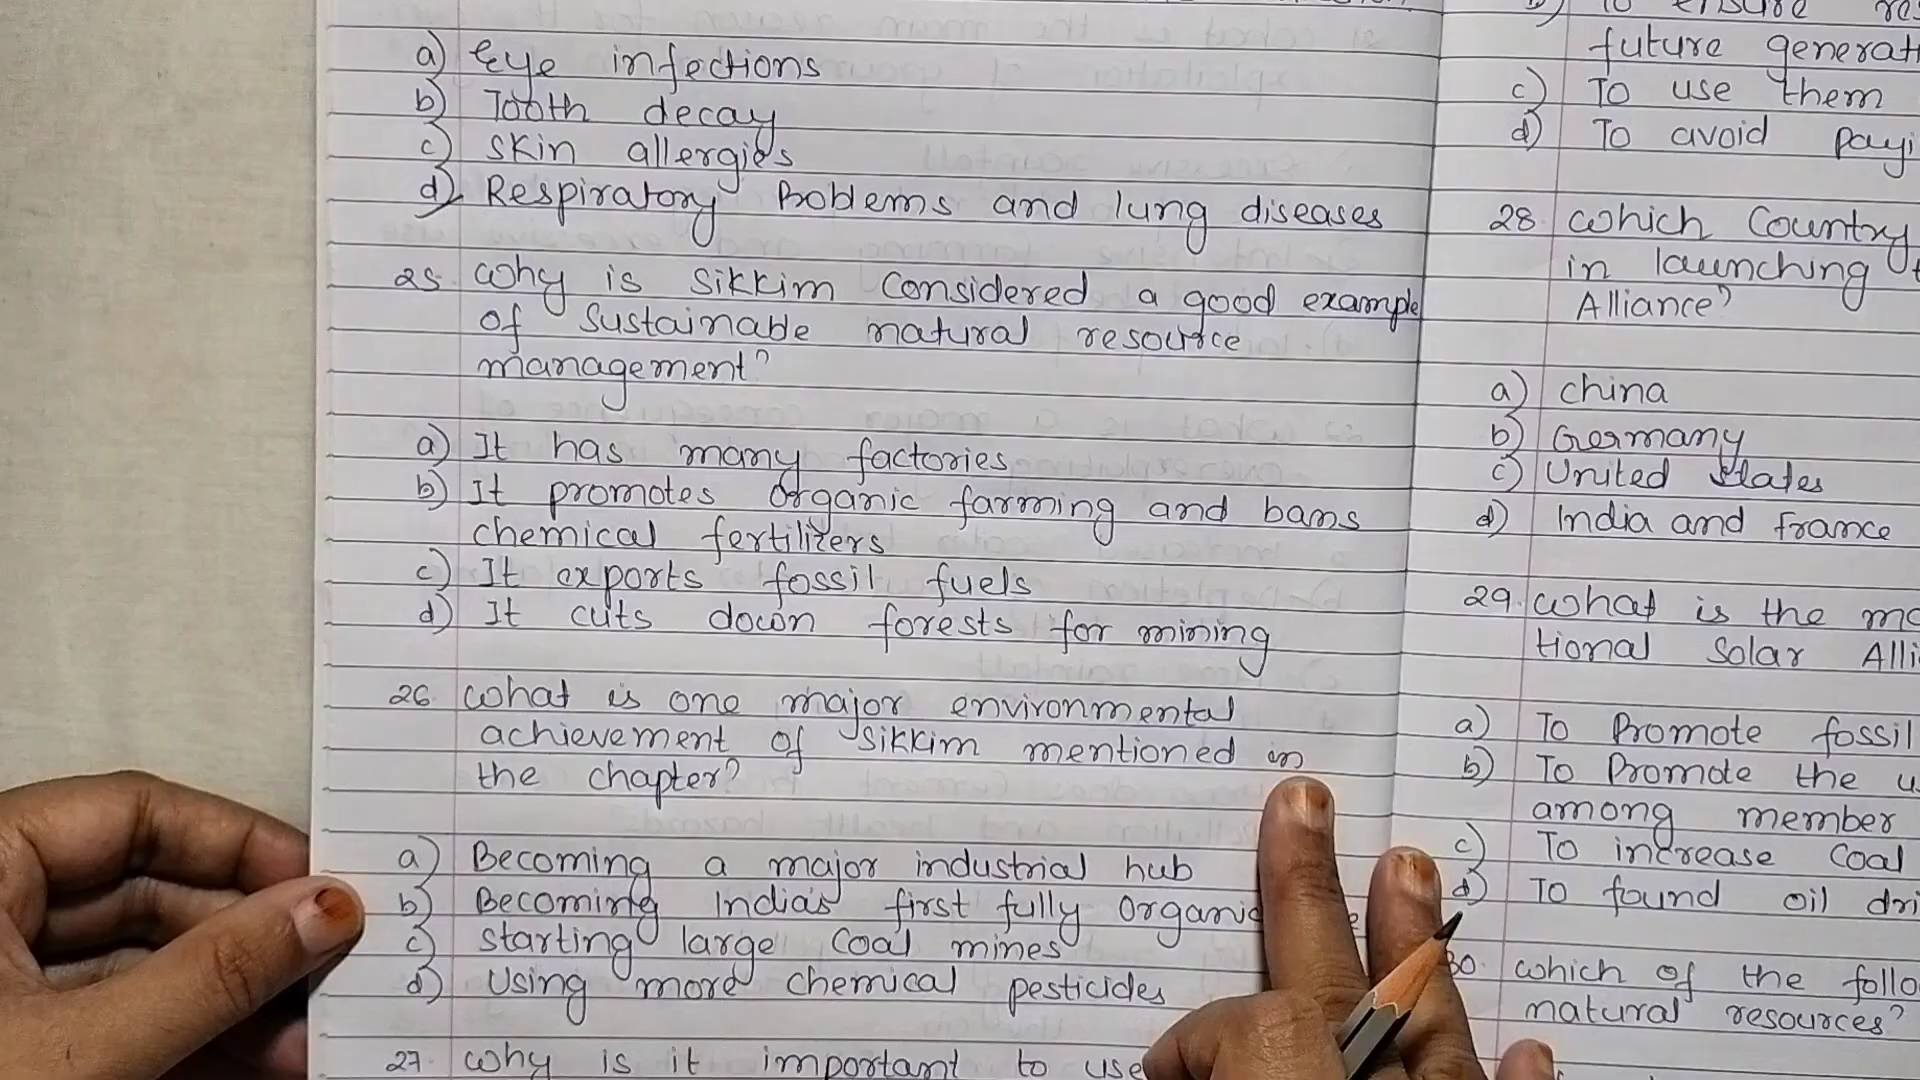 a) Eye infections
b) Tooth decay
c) Skin allergies
d) Respiratory Problems and lung diseases
25. Why is Sikkim Considered a good example
of Sustainable natural resource
management?
a) It has many factories
b) It promotes Organic farming and bans
chemical fertilizers
c) It exports fossil fuels
d) It cuts down forests for mining
26. What is one major environmental
achievement of Sikkim mentioned in
the chapter?
a) Becoming a major industrial hub
b) Becoming India's first fully Organic
c) Starting large Coal mines
d) Using more chemical pesticides
27. Why is it important to use
b) To ensure
future
c) To use them
d) To avoid
28. Which Country
in launching
Alliance?
a) China
b) Germany
c) United States
d) India and France
29. What is the
tional Solar
a) To Promote fossil
b) To Promote the
among member
c) To increase Coal
d) To found oil
30. Which of the
natural resources?